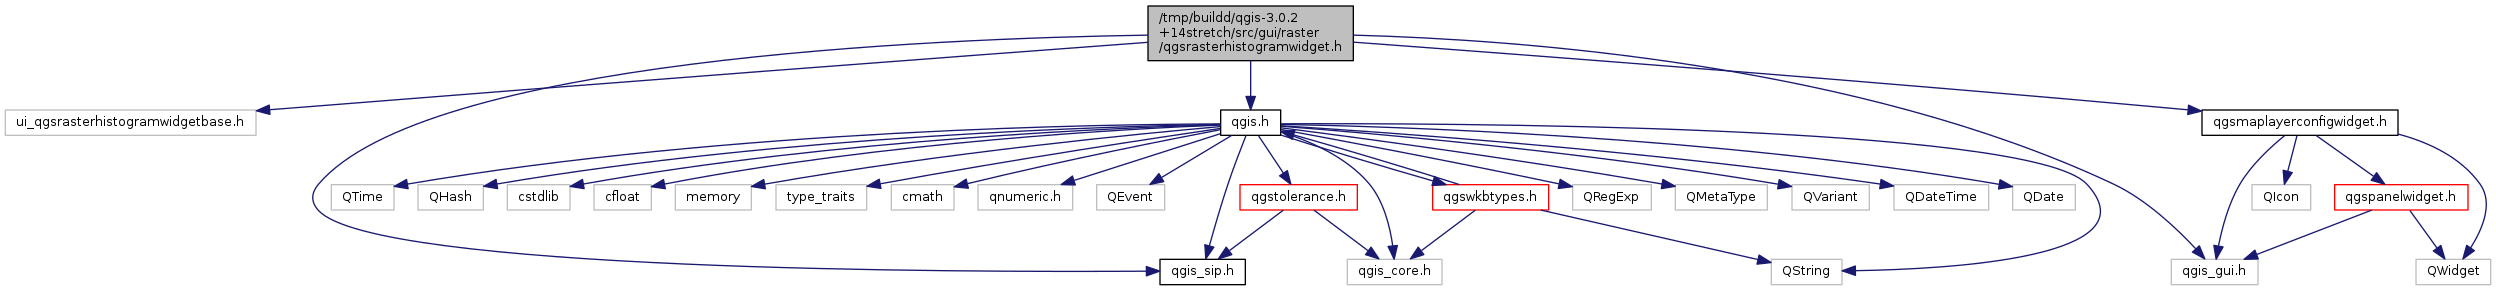 /tmp/buildd/qgis-3.0.2
+14stretch/src/gui/raster
/qgsrasterhistogramwidget.h
ui_qgsrasterhistogramwidgetbase.h
qgis.h
qgsmaplayerconfigwidget.h
QTime
QHash
cstdlib
cfloat
memory
type_traits
cmath
qnumeric.h
QEvent
qgstolerance.h
qgswkbtypes.h
QRegExp
QMetaType
QVariant
QDateTime
QDate
QIcon
qgspanelwidget.h
qgis_sip.h
qgis_core.h
QString
qgis_gui.h
QWidget